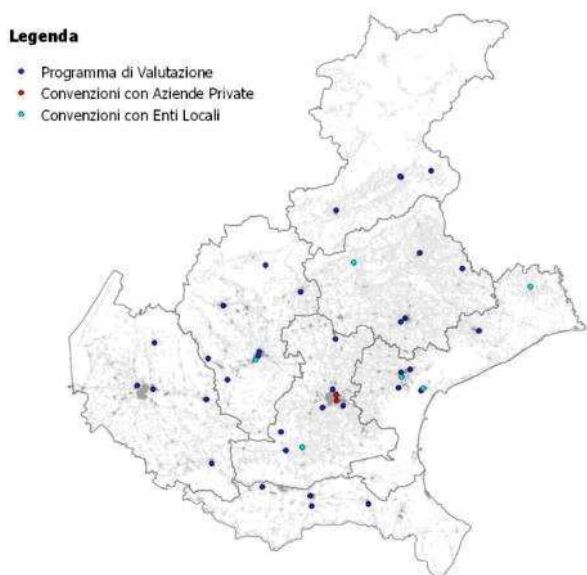 Legenda
Programma di Valutazione
Convenzioni con Aziende Private
Convenzioni con Enti Locali